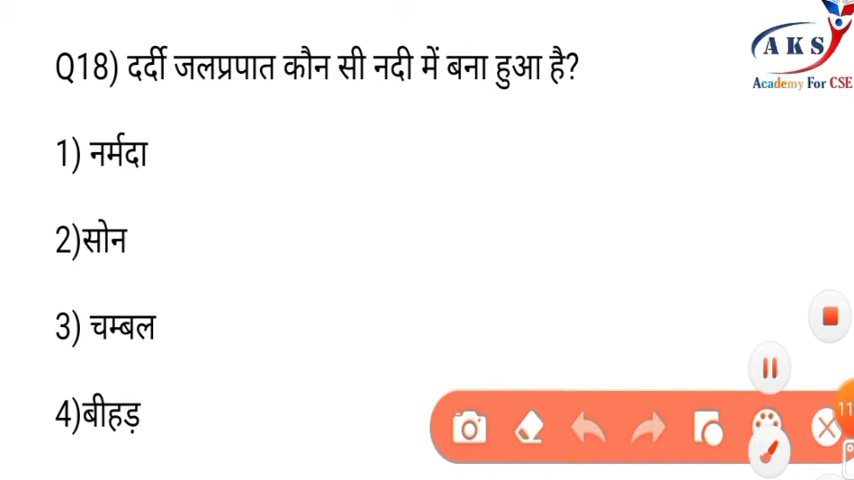 AKS
Academy For CSE
Q18) दर्दी जलप्रपात कौन सी नदी में बना हुआ है?
1) नर्मदा
2)सोन
3) चम्बल
4)बीहड़
11